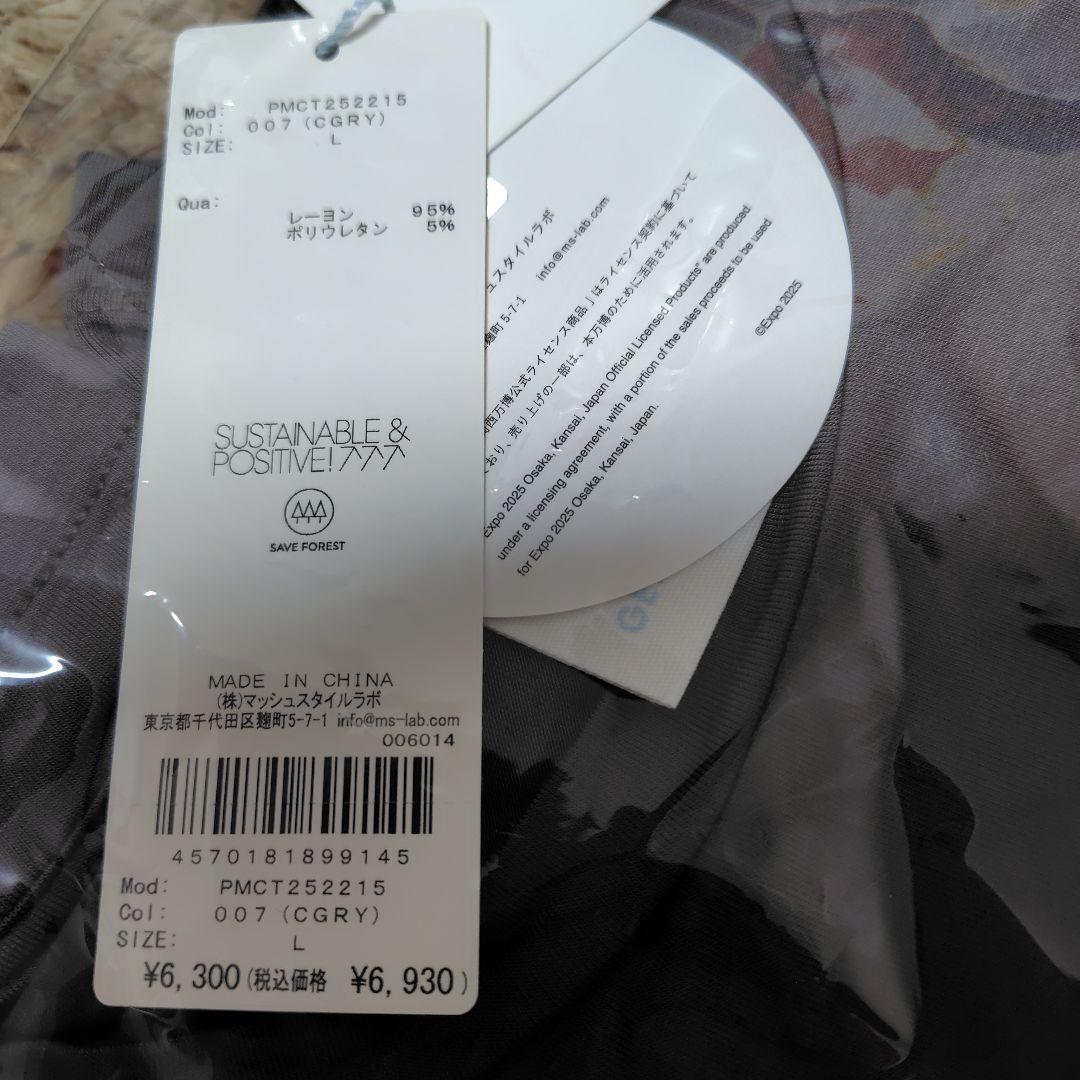 Mod: PMCT252215
Col: 007 (CGRY)
SIZE: L
Qua:
レーヨン 95%
ポリウレタン 5%
SUSTAINABLE &
POSITIVE!
SAVE FOREST
MADE IN CHINA
(株)マッシュスタイルラボ
東京都千代田区麹町5-7-1 info@ms-lab.com
006014
4570181899145
Mod: PMCT252215
Col: 007 (CGRY)
SIZE: L
¥6,300(税込価格 ¥6,930)
ュスタイルラボ
麹町 5-7-1 info@ms-lab.com
西万博公式ライセンス商品」はライセンス契約に基づいて
おり、売り上げの一部は、本万博のために活用されます。
Expo 2025 Osaka, Kansai, Japan Official Licensed Products" are produced
under a licensing agreement, with a portion of the sales proceeds to be used
for Expo 2025 Osaka, Kansai, Japan.
©Expo 2025
GE